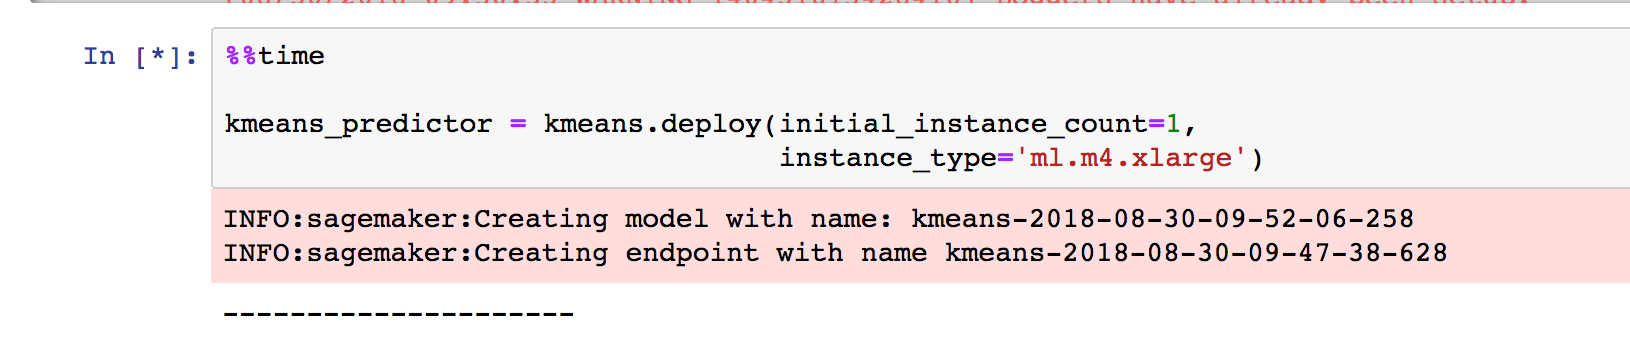 In [*]: %%time
kmeans_predictor = kmeans.deploy(initial_instance_count=1,
instance_type='ml.m4.xlarge')
INFO:sagemaker:Creating model with name: kmeans-2018-08-30-09-52-06-258
INFO:sagemaker:Creating endpoint with name kmeans-2018-08-30-09-47-38-628
---------------------